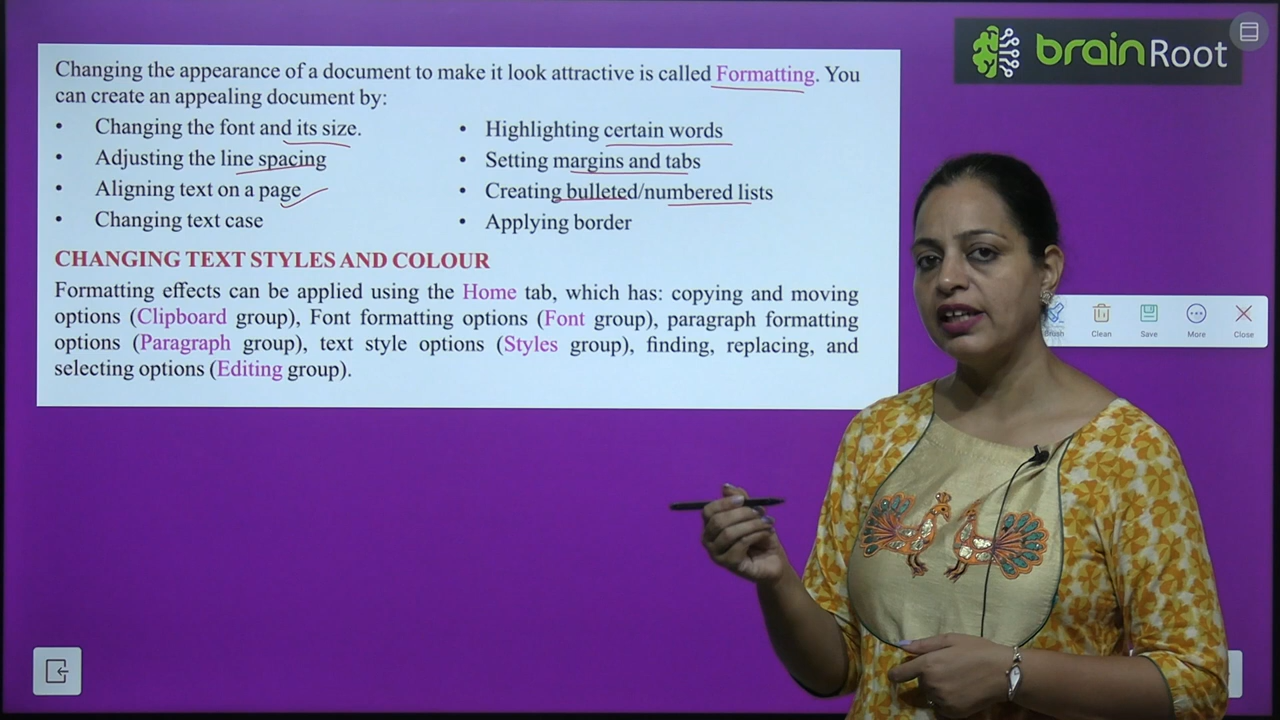 brainRoot
Changing the appearance of a document to make it look attractive is called Formatting. You
can create an appealing document by:
• Changing the font and its size.
• Adjusting the line spacing
• Aligning text on a page
• Changing text case
• Highlighting certain words
• Setting margins and tabs
• Creating bulleted/numbered lists
• Applying border
CHANGING TEXT STYLES AND COLOUR
Formatting effects can be applied using the Home tab, which has: copying and moving
options (Clipboard group), Font formatting options (Font group), paragraph formatting
options (Paragraph group), text style options (Styles group), finding, replacing, and
selecting options (Editing group).
Brush Clean Save More Close